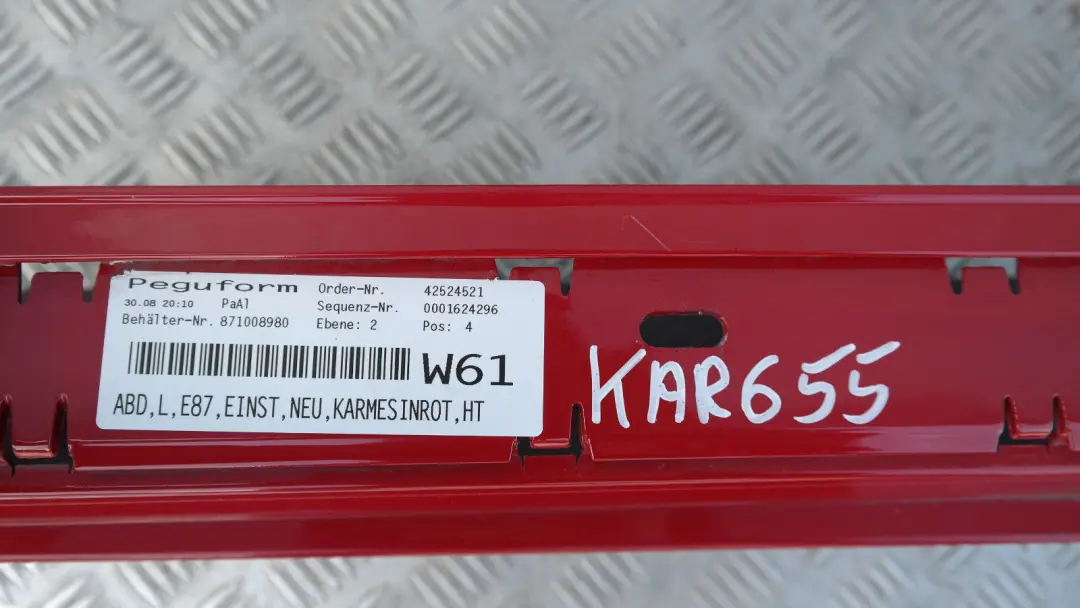 Peguform Order-Nr. 42524521
30.08 20:10 PaAl Sequenz-Nr. 0001624296
Behälter-Nr. 871008980 Ebene: 2 Pos: 4
W61
ABD,L,E87,EINST,NEU,KARMESINROT,HT
KAR655